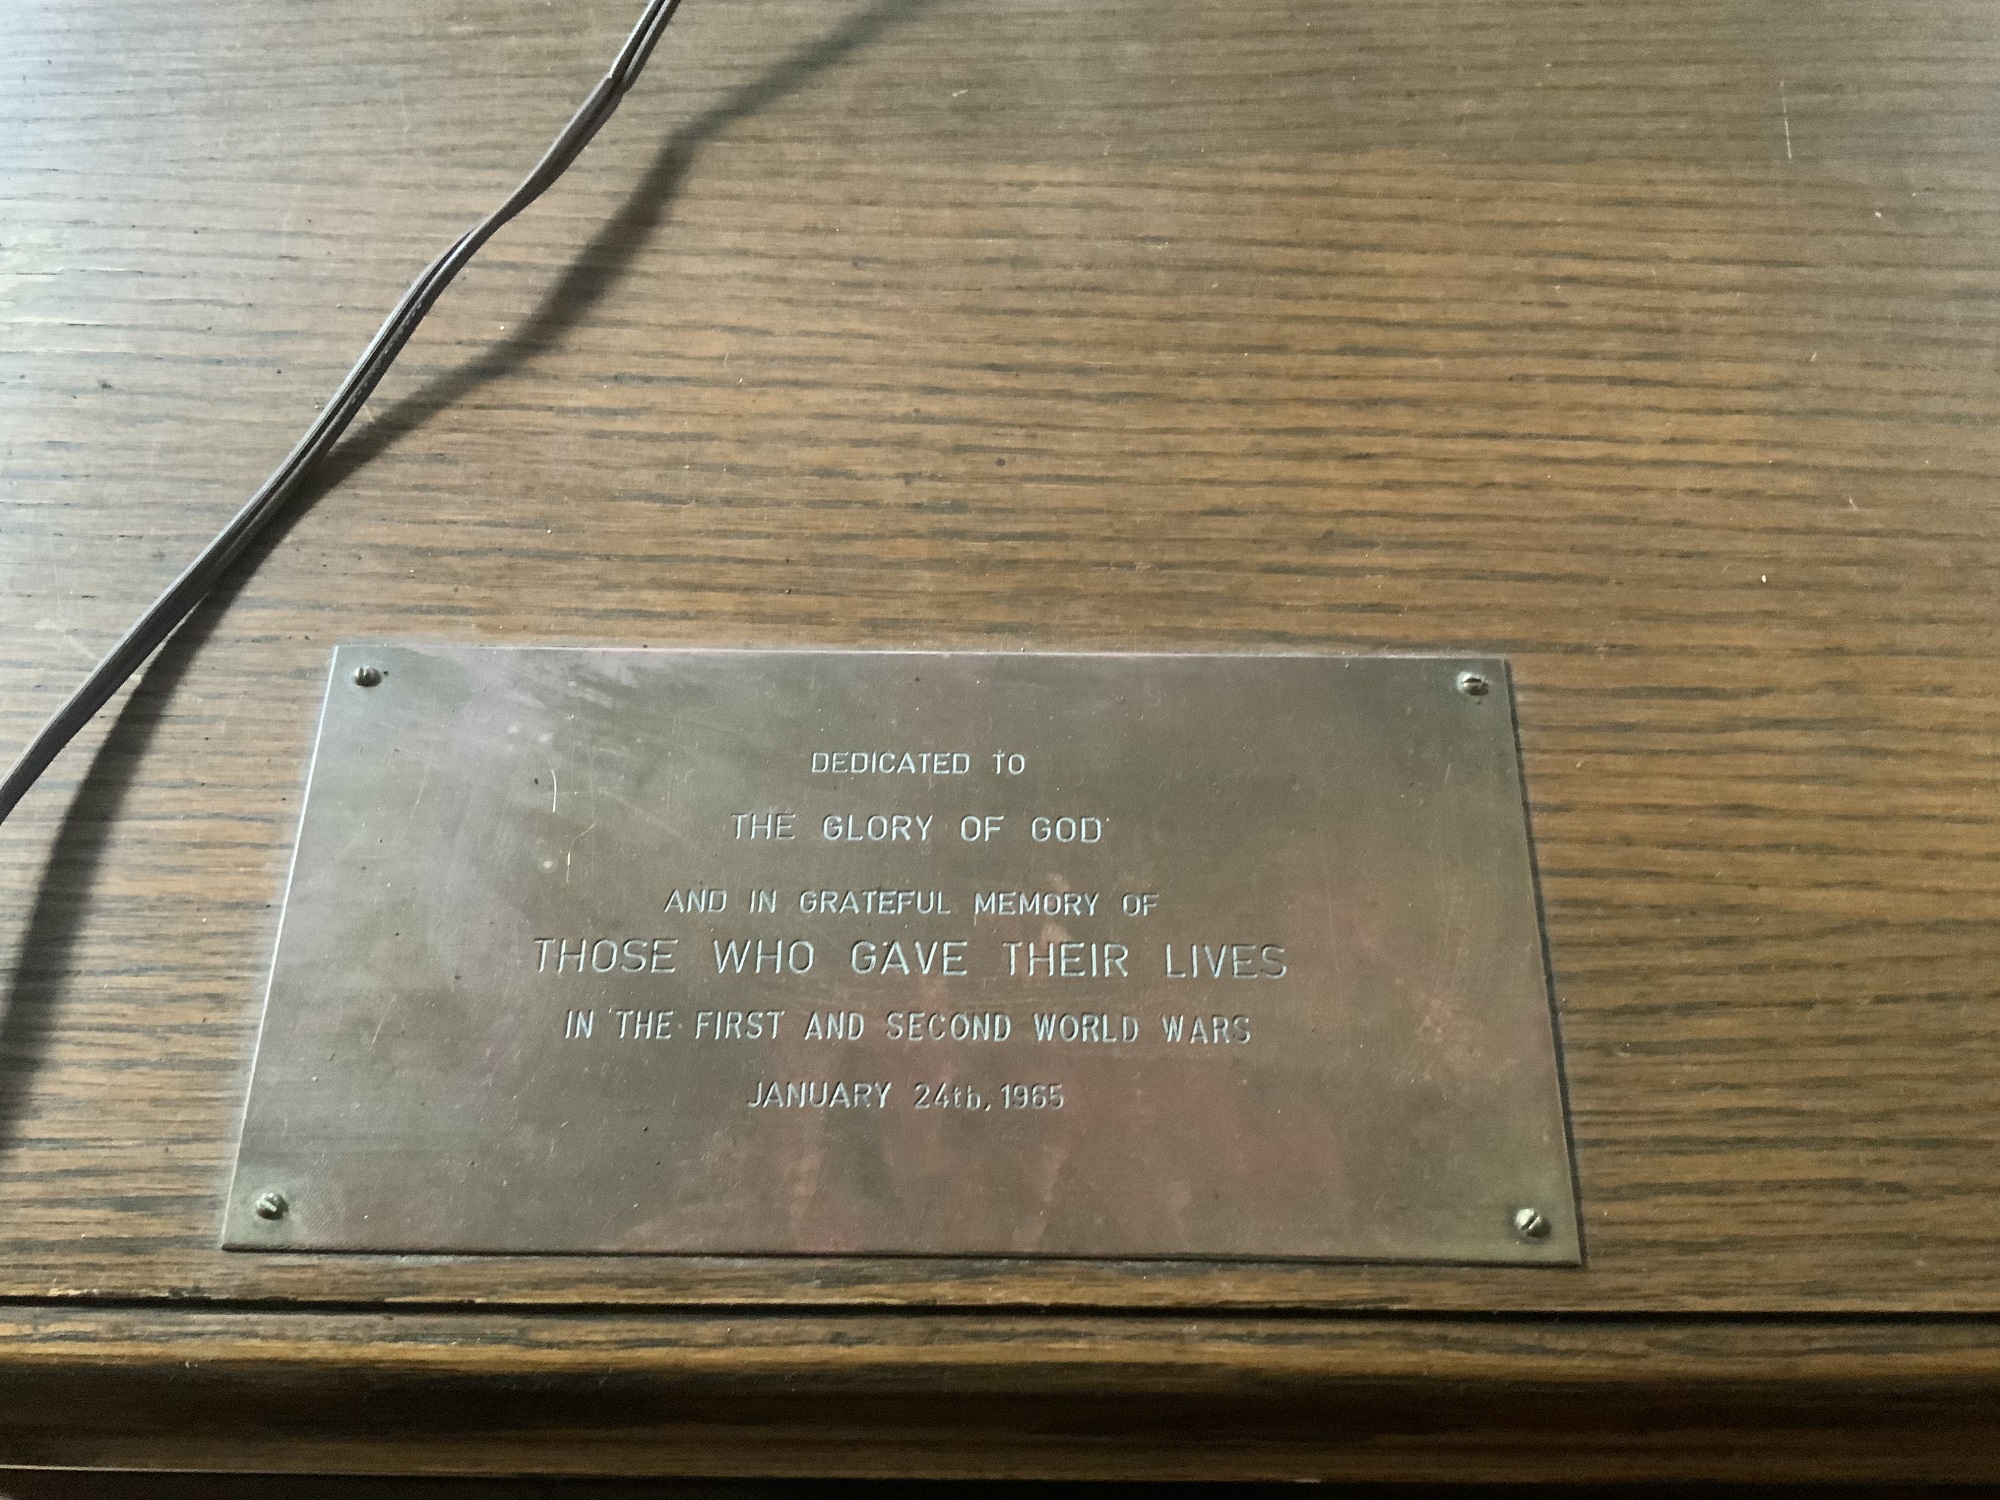 DEDICATED TO
THE GLORY OF GOD
AND IN GRATEFUL MEMORY OF
THOSE WHO GAVE THEIR LIVES
IN THE FIRST AND SECOND WORLD WARS
JANUARY 24th, 1965